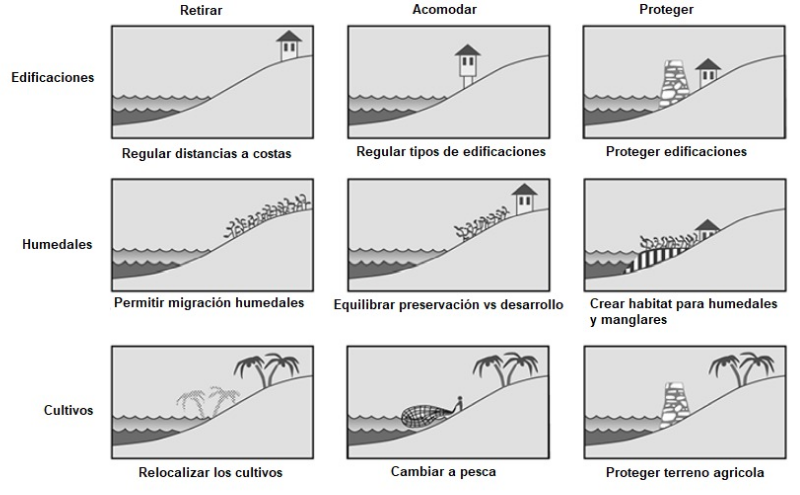 Retirar Acomodar Proteger
Edificaciones
Regular distancias a costas Regular tipos de edificaciones Proteger edificaciones
Humedales
Permitir migración humedales Equilibrar preservación vs desarrollo Crear habitat para humedales
y manglares
Cultivos
Relocalizar los cultivos Cambiar a pesca Proteger terreno agricola